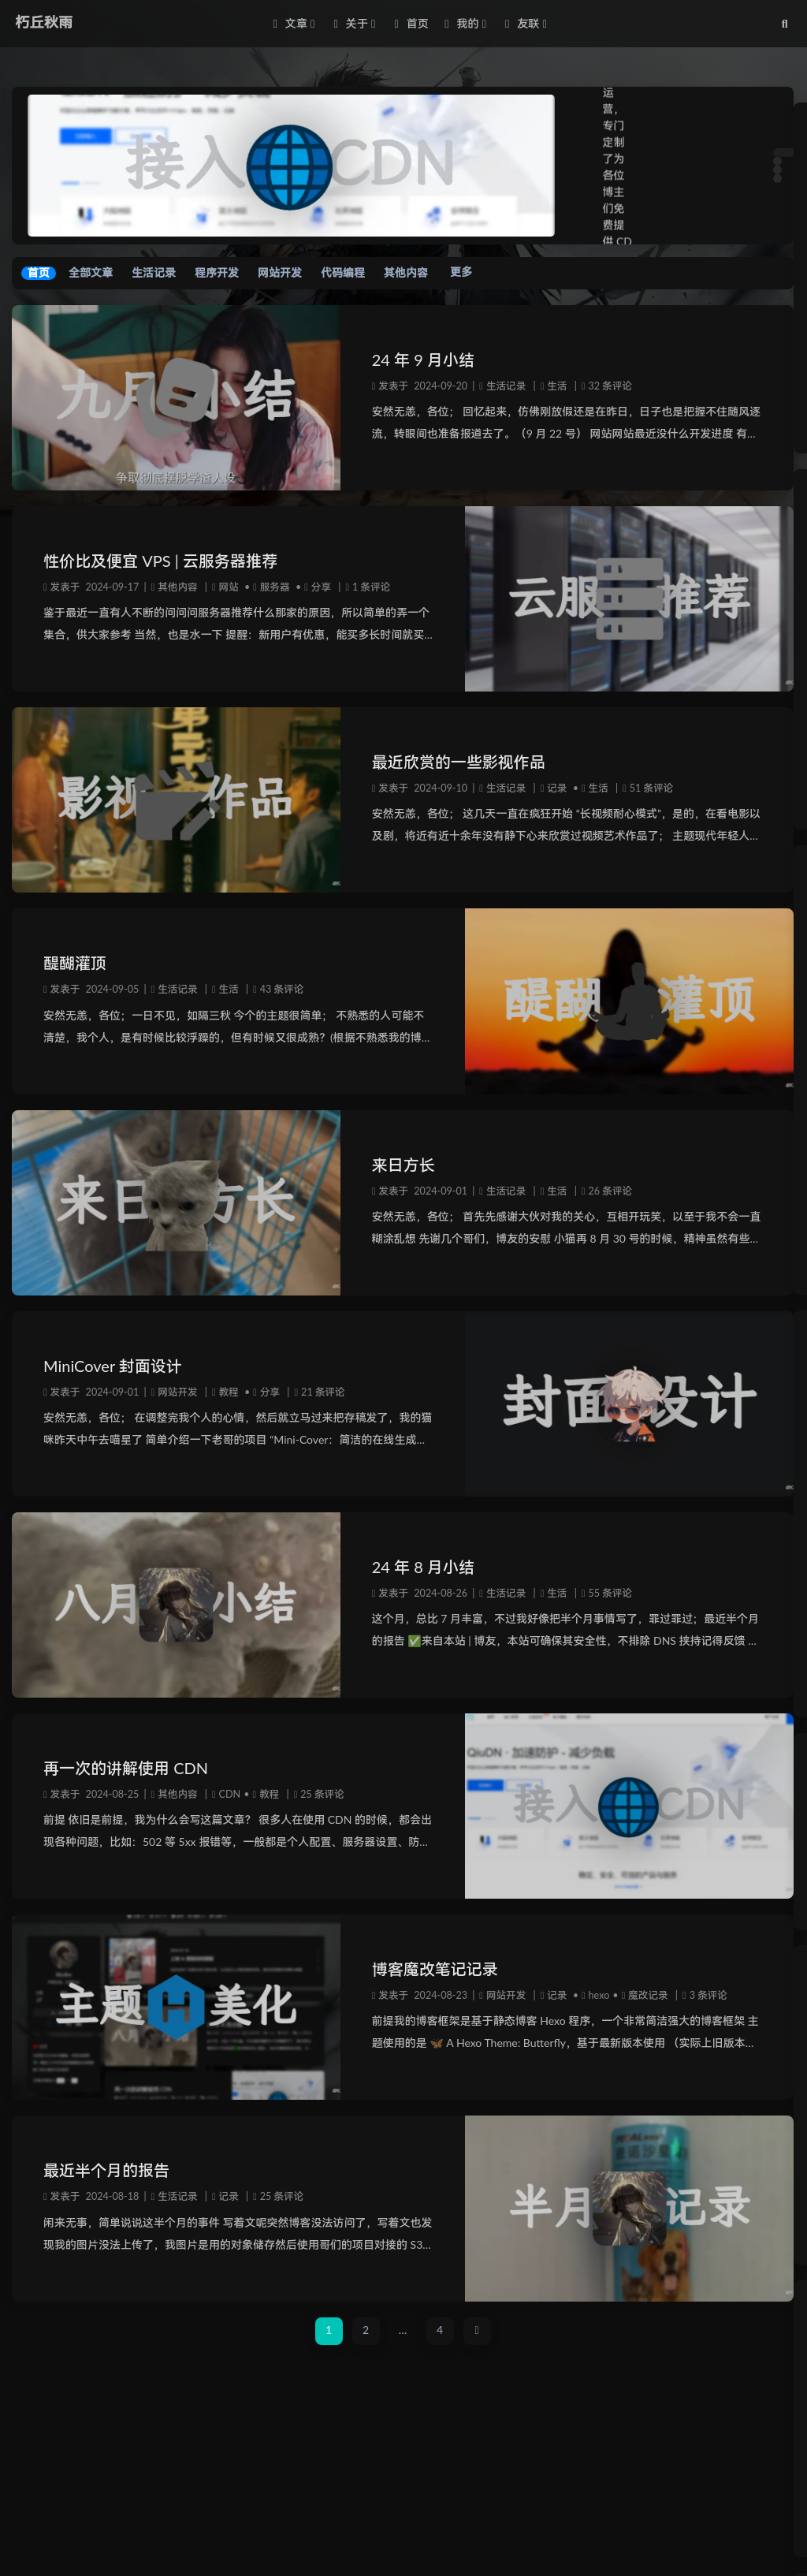 朽丘秋雨
文章 关于 首页 我的 友联
接入 CDN
运
营，
专门
定制
了为
各位
博主
们免
费提
供 CD
首页 全部文章 生活记录 程序开发 网站开发 代码编程 其他内容 更多
九月小结
争取彻底摆脱学渣人设
24 年 9 月小结
发表于 2024-09-20 | 生活记录 | 生活 | 32 条评论
安然无恙，各位； 回忆起来，仿佛刚放假还是在昨日，日子也是把握不住随风逐
流，转眼间也准备报道去了。（9 月 22 号） 网站网站最近没什么开发进度 有...
性价比及便宜 VPS | 云服务器推荐
发表于 2024-09-17 | 其他内容 | 网站 • 服务器 • 分享 | 1 条评论
鉴于最近一直有人不断的问问问服务器推荐什么那家的原因，所以简单的弄一个
集合，供大家参考 当然，也是水一下 提醒：新用户有优惠，能买多长时间就买...
云服 推荐
影视作品
最近欣赏的一些影视作品
发表于 2024-09-10 | 生活记录 | 记录 • 生活 | 51 条评论
安然无恙，各位； 这几天一直在疯狂开始 “长视频耐心模式”，是的，在看电影以
及剧，将近有近十余年没有静下心来欣赏过视频艺术作品了； 主题现代年轻人...
醍醐灌顶
发表于 2024-09-05 | 生活记录 | 生活 | 43 条评论
安然无恙，各位；一日不见，如隔三秋 今个的主题很简单； 不熟悉的人可能不
清楚，我个人，是有时候比较浮躁的，但有时候又很成熟？(根据不熟悉我的博...
醍醐灌顶
来日方长
来日方长
发表于 2024-09-01 | 生活记录 | 生活 | 26 条评论
安然无恙，各位； 首先先感谢大伙对我的关心，互相开玩笑，以至于我不会一直
糊涂乱想 先谢几个哥们，博友的安慰 小猫再 8 月 30 号的时候，精神虽然有些...
MiniCover 封面设计
发表于 2024-09-01 | 网站开发 | 教程 • 分享 | 21 条评论
安然无恙，各位； 在调整完我个人的心情，然后就立马过来把存稿发了，我的猫
咪昨天中午去喵星了 简单介绍一下老哥的项目 “Mini-Cover：简洁的在线生成...
封面设计
八月小结
24 年 8 月小结
发表于 2024-08-26 | 生活记录 | 生活 | 55 条评论
这个月，总比 7 月丰富，不过我好像把半个月事情写了，罪过罪过；最近半个月
的报告 ✅来自本站 | 博友，本站可确保其安全性，不排除 DNS 挟持记得反馈 ...
再一次的讲解使用 CDN
发表于 2024-08-25 | 其他内容 | CDN • 教程 | 25 条评论
前提 依旧是前提，我为什么会写这篇文章？ 很多人在使用 CDN 的时候，都会出
现各种问题，比如：502 等 5xx 报错等，一般都是个人配置、服务器设置、防...
QiuDN · 加速防护 - 减少负载
接入 CDN
主题美化
博客魔改笔记记录
发表于 2024-08-23 | 网站开发 | 记录 • hexo • 魔改记录 | 3 条评论
前提我的博客框架是基于静态博客 Hexo 程序，一个非常简洁强大的博客框架 主
题使用的是 🦋 A Hexo Theme: Butterfly，基于最新版本使用 （实际上旧版本...
最近半个月的报告
发表于 2024-08-18 | 生活记录 | 记录 | 25 条评论
闲来无事，简单说说这半个月的事件 写着文呢突然博客没法访问了，写着文也发
现我的图片没法上传了，我图片是用的对象储存然后使用哥们的项目对接的 S3...
半月记录
1 2 ... 4